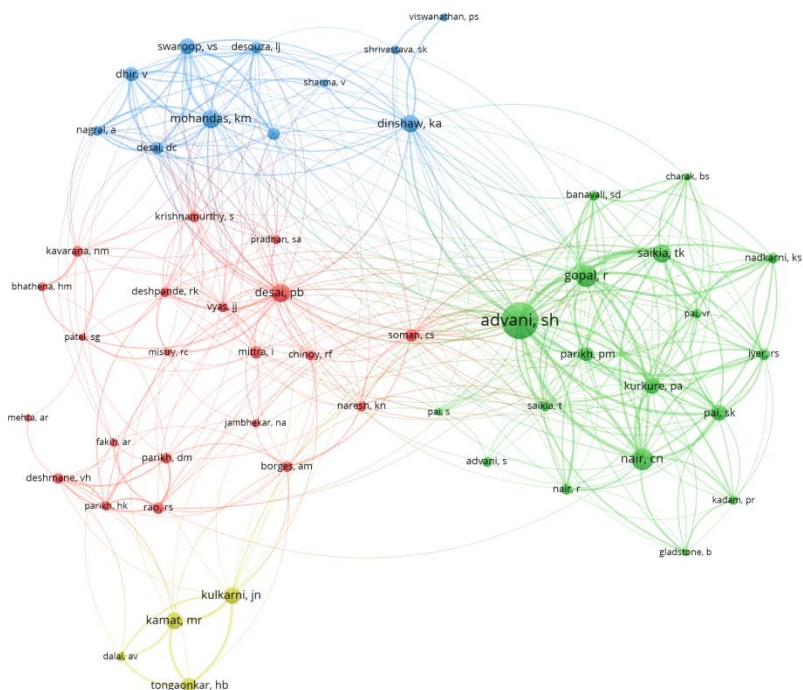 viswanathan, ps
swaroop, vs
desouza, lj
shrivastava, sk
dhir, v
sharma, v
mohandas, km
dinshaw, ka
nagral, a
desai, dc
charak, bs
banavali, sd
krishnamurthy, s
pradhan, sa
kavarana, nm
saikia, tk
nadkarni, ks
gopal, r
bhathena, hm
deshpande, rk
desai, pb
vyas, jj
pai, vr
advani, sh
patel, sg
soman, cs
mistry, rc
mittra, i
chinoy, rf
parikh, pm
iyer, rs
kurkure, pa
naresh, kn
saikia, t
pai, s
pai, sk
mehta, ar
jambhekar, na
fakih, ar
parikh, dm
borges, am
advani, s
nair, cn
deshmane, vh
parikh, hk
rao, rs
nair, r
kadam, pr
gladstone, b
kulkarni, jn
kamat, mr
dalal, av
tongaonkar, hb